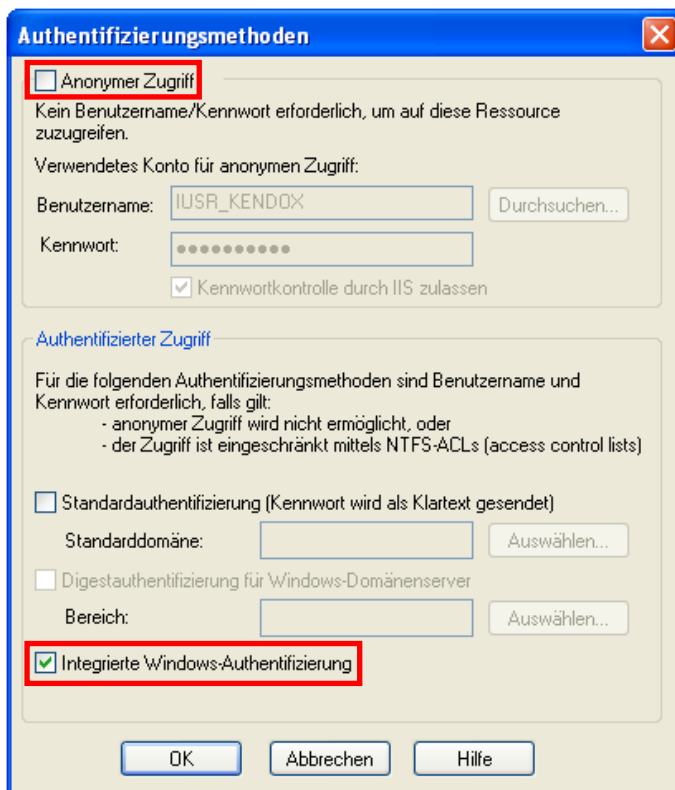 Authentifizierungsmethoden
Anonymer Zugriff
Kein Benutzername/Kennwort erforderlich, um auf diese Ressource
zuzugreifen.
Verwendetes Konto für anonymen Zugriff:
Benutzername: IUSR_KENDOX Durchsuchen...
Kennwort: ●●●●●●●●●●
Kennwortkontrolle durch IIS zulassen
Authentifizierter Zugriff
Für die folgenden Authentifizierungsmethoden sind Benutzername und
Kennwort erforderlich, falls gilt:
- anonymer Zugriff wird nicht ermöglicht, oder
- der Zugriff ist eingeschränkt mittels NTFS-ACLs (access control lists)
Standardauthentifizierung (Kennwort wird als Klartext gesendet)
Standarddomäne: Auswählen...
Digestauthentifizierung für Windows-Domänenserver
Bereich: Auswählen...
Integrierte Windows-Authentifizierung
OK Abbrechen Hilfe